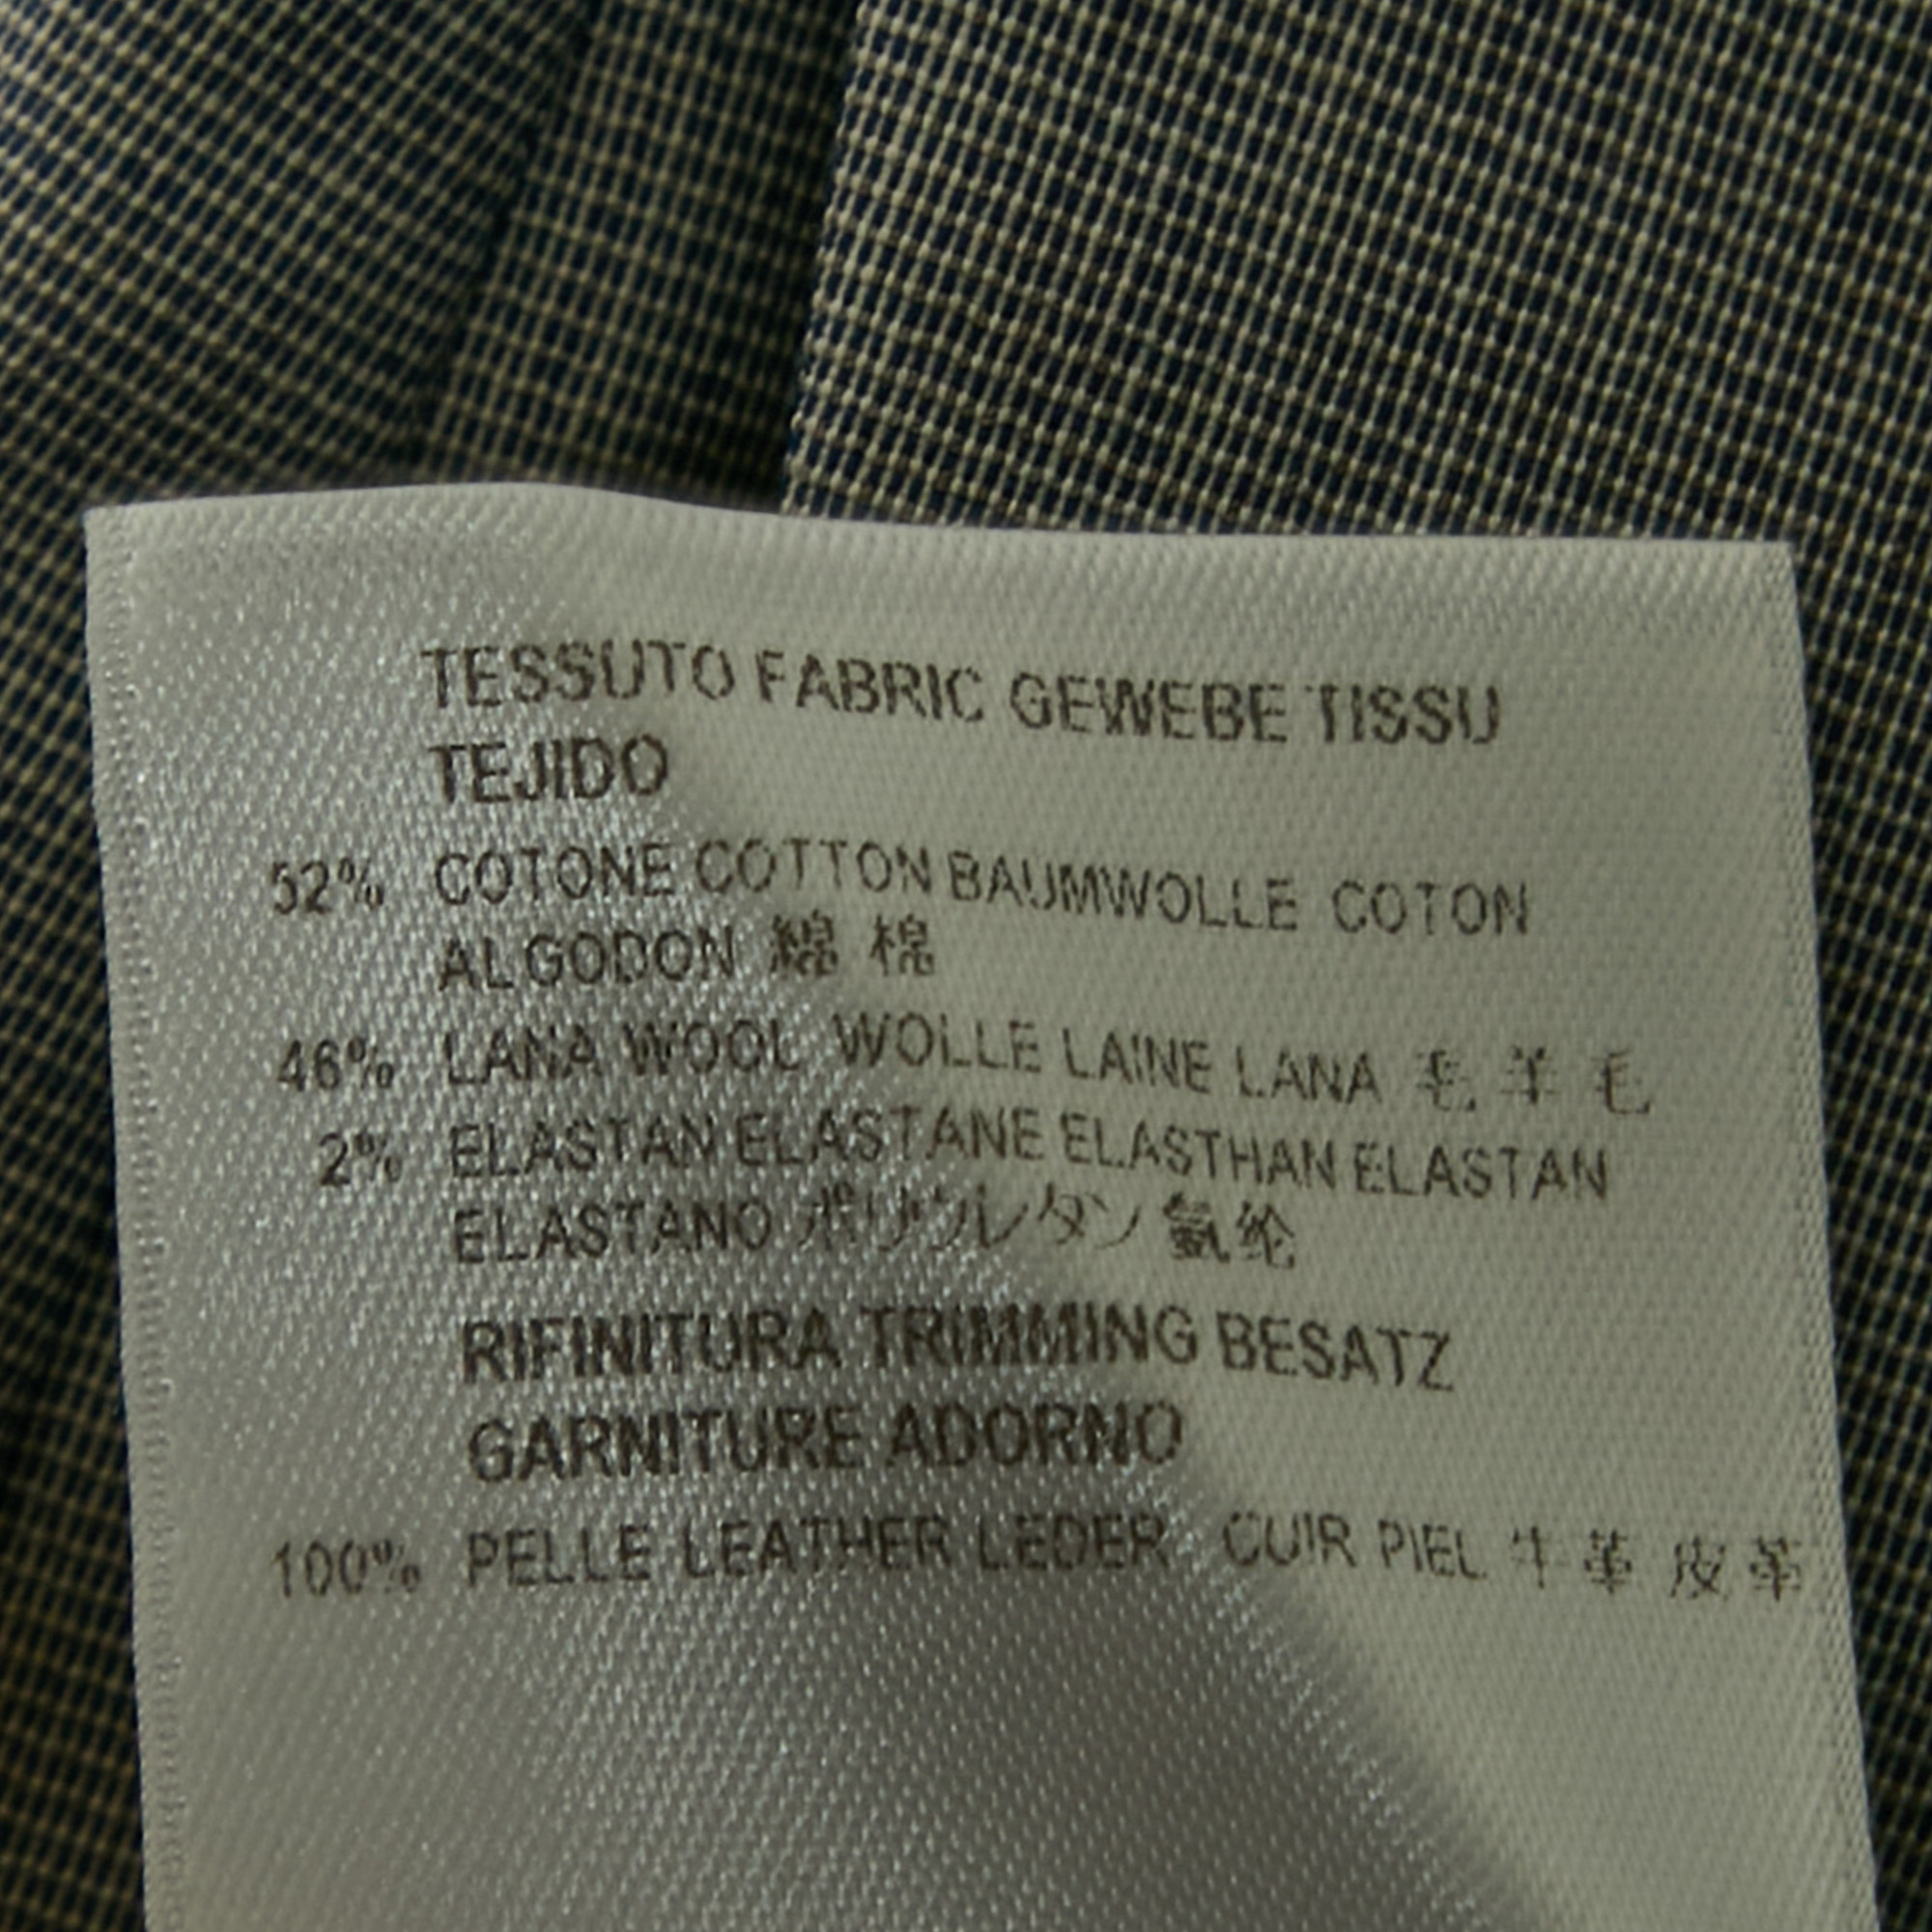 TESSUTO FABRIC GEWEBE TISSU
TEJIDO
52% COTONE COTTON BAUMWOLLE COTON
ALGODON 綿 棉
46% LANA WOOL WOLLE LAINE LANA 毛 羊 毛
2% ELASTAN ELASTANE ELASTHAN ELASTAN
ELASTANO ポリウレタン 氨纶
RIFINITURA TRIMMING BESATZ
GARNITURE ADORNO
100% PELLE LEATHER LEDER CUIR PIEL 牛 革 皮 革